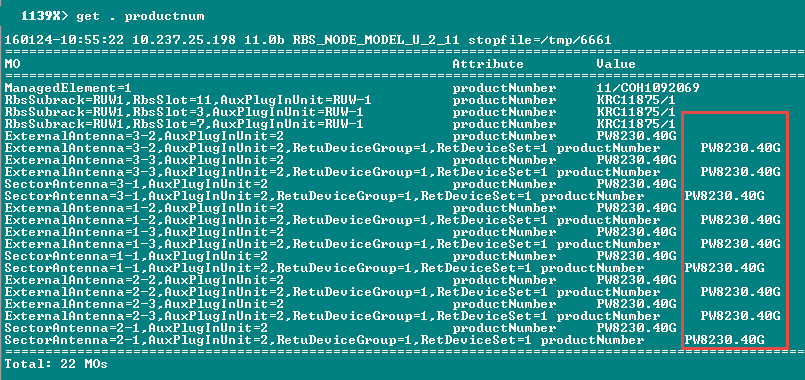 1139X> get . productnum
160124-10:55:22 10.237.25.198 11.0b RBS_NODE_MODEL_U_2_11 stopfile=/tmp/6661
=================================================================================================================
MO Attribute Value
=================================================================================================================
ManagedElement=1 productNumber 11/COH1092069
RbsSubrack=RUW1,RbsSlot=11,AuxPlugInUnit=RUW-1 productNumber KRC11875/1
RbsSubrack=RUW1,RbsSlot=3,AuxPlugInUnit=RUW-1 productNumber KRC11875/1
RbsSubrack=RUW1,RbsSlot=7,AuxPlugInUnit=RUW-1 productNumber KRC11875/1
ExternalAntenna=3-2,AuxPlugInUnit=2 productNumber PW8230.40G
ExternalAntenna=3-2,AuxPlugInUnit=2,RetuDeviceGroup=1,RetDeviceSet=1 productNumber PW8230.40G
ExternalAntenna=3-3,AuxPlugInUnit=2 productNumber PW8230.40G
ExternalAntenna=3-3,AuxPlugInUnit=2,RetuDeviceGroup=1,RetDeviceSet=1 productNumber PW8230.40G
SectorAntenna=3-1,AuxPlugInUnit=2 productNumber PW8230.40G
SectorAntenna=3-1,AuxPlugInUnit=2,RetuDeviceGroup=1,RetDeviceSet=1 productNumber PW8230.40G
ExternalAntenna=1-2,AuxPlugInUnit=2 productNumber PW8230.40G
ExternalAntenna=1-2,AuxPlugInUnit=2,RetuDeviceGroup=1,RetDeviceSet=1 productNumber PW8230.40G
ExternalAntenna=1-3,AuxPlugInUnit=2 productNumber PW8230.40G
ExternalAntenna=1-3,AuxPlugInUnit=2,RetuDeviceGroup=1,RetDeviceSet=1 productNumber PW8230.40G
SectorAntenna=1-1,AuxPlugInUnit=2 productNumber PW8230.40G
SectorAntenna=1-1,AuxPlugInUnit=2,RetuDeviceGroup=1,RetDeviceSet=1 productNumber PW8230.40G
ExternalAntenna=2-2,AuxPlugInUnit=2 productNumber PW8230.40G
ExternalAntenna=2-2,AuxPlugInUnit=2,RetuDeviceGroup=1,RetDeviceSet=1 productNumber PW8230.40G
ExternalAntenna=2-3,AuxPlugInUnit=2 productNumber PW8230.40G
ExternalAntenna=2-3,AuxPlugInUnit=2,RetuDeviceGroup=1,RetDeviceSet=1 productNumber PW8230.40G
SectorAntenna=2-1,AuxPlugInUnit=2 productNumber PW8230.40G
SectorAntenna=2-1,AuxPlugInUnit=2,RetuDeviceGroup=1,RetDeviceSet=1 productNumber PW8230.40G
=================================================================================================================
Total: 22 MOs